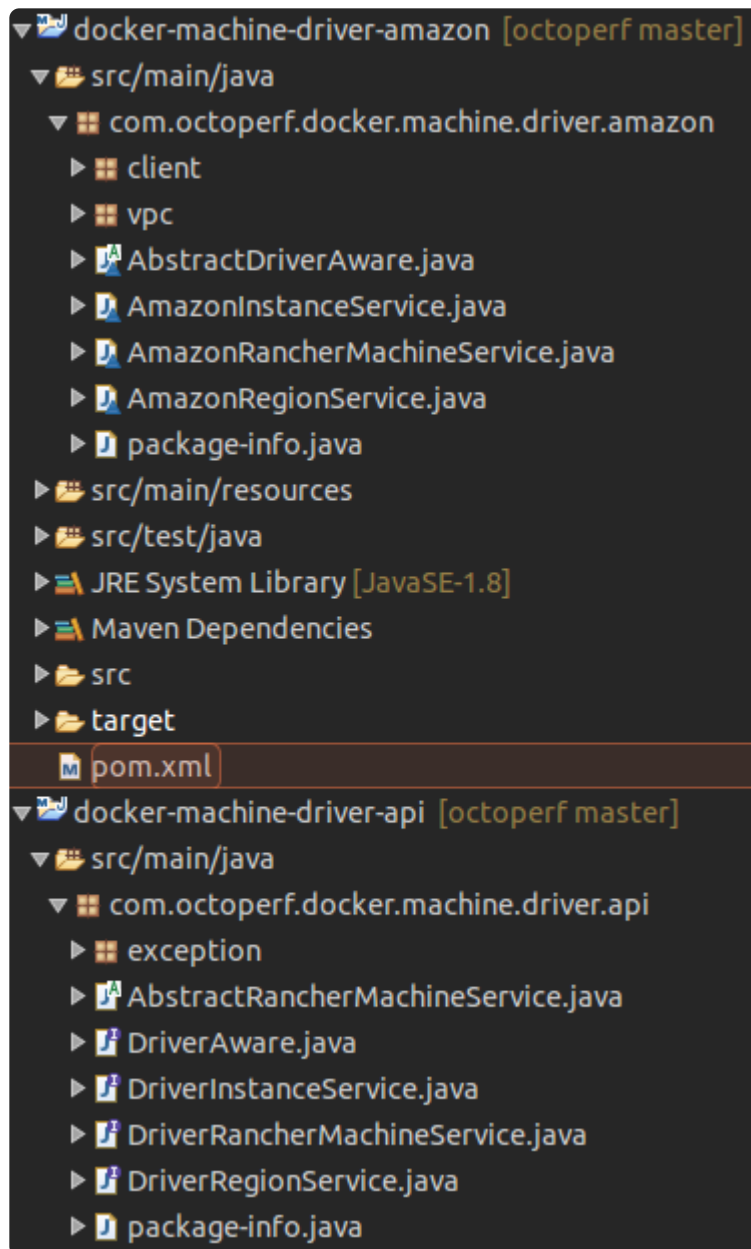 docker-machine-driver-amazon [octoperf master]
src/main/java
com.octoperf.docker.machine.driver.amazon
client
vpc
AbstractDriverAware.java
AmazonInstanceService.java
AmazonRancherMachineService.java
AmazonRegionService.java
package-info.java
src/main/resources
src/test/java
JRE System Library [JavaSE-1.8]
Maven Dependencies
src
target
pom.xml
docker-machine-driver-api [octoperf master]
src/main/java
com.octoperf.docker.machine.driver.api
exception
AbstractRancherMachineService.java
DriverAware.java
DriverInstanceService.java
DriverRancherMachineService.java
DriverRegionService.java
package-info.java